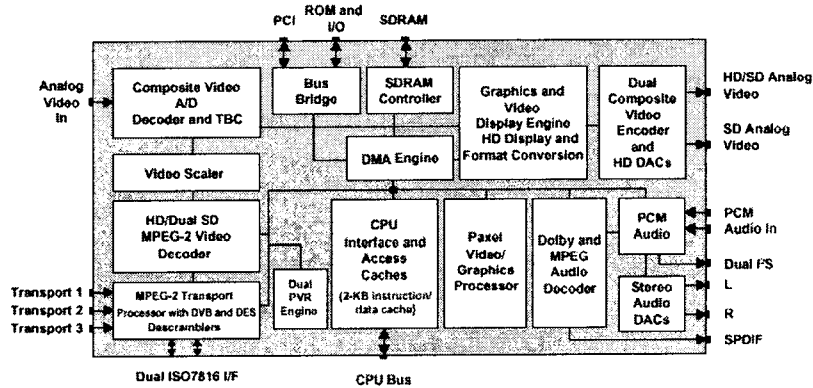 PCI
ROM and
I/O
SDRAM
Analog
Video
In
Composite Video
A/D
Decoder and TBC
Bus
Bridge
SDRAM
Controller
Graphics and
Video
Display Engine
HD Display and
Format Conversion
Dual
Composite
Video
Encoder
and
HD DACs
HD/SD Analog
Video
SD Analog
Video
DMA Engine
Video Scaler
HD/Dual SD
MPEG-2 Video
Decoder
Dual
PVR
Engine
CPU
Interface and
Access
Caches
(2-KB instruction/
data cache)
Paxel
Video/
Graphics
Processor
Dolby and
MPEG
Audio
Decoder
PCM
Audio
PCM
Audio In
Dual I²S
Stereo
Audio
DACs
L
R
SPDIF
Transport 1
Transport 2
Transport 3
MPEG-2 Transport
Processor with DVB and DES
Descramblers
Dual ISO7816 I/F
CPU Bus